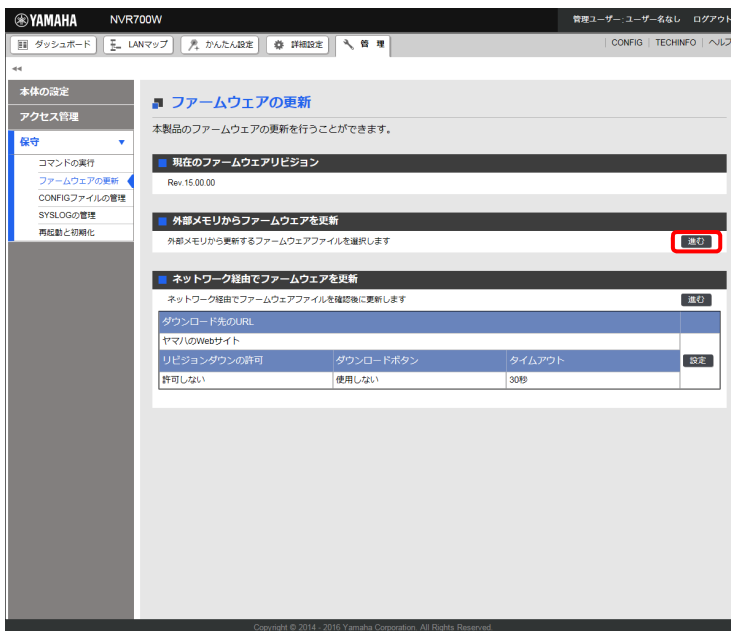 YAMAHA NVR700W 管理ユーザー:ユーザー名なし ログアウト
ダッシュボード LANマップ かんたん設定 詳細設定 管 理 CONFIG | TECHINFO | ヘルプ
◂◂
本体の設定
アクセス管理
保守 ▼
コマンドの実行
ファームウェアの更新
CONFIGファイルの管理
SYSLOGの管理
再起動と初期化
ファームウェアの更新
本製品のファームウェアの更新を行うことができます。
現在のファームウェアリビジョン
Rev.15.00.00
外部メモリからファームウェアを更新
外部メモリから更新するファームウェアファイルを選択します 進む
ネットワーク経由でファームウェアを更新
ネットワーク経由でファームウェアファイルを確認後に更新します 進む
ダウンロード先のURL
ヤマハのWebサイト
リビジョンダウンの許可 ダウンロードボタン タイムアウト 設定
許可しない 使用しない 30秒
Copyright © 2014 - 2016 Yamaha Corporation. All Rights Reserved.